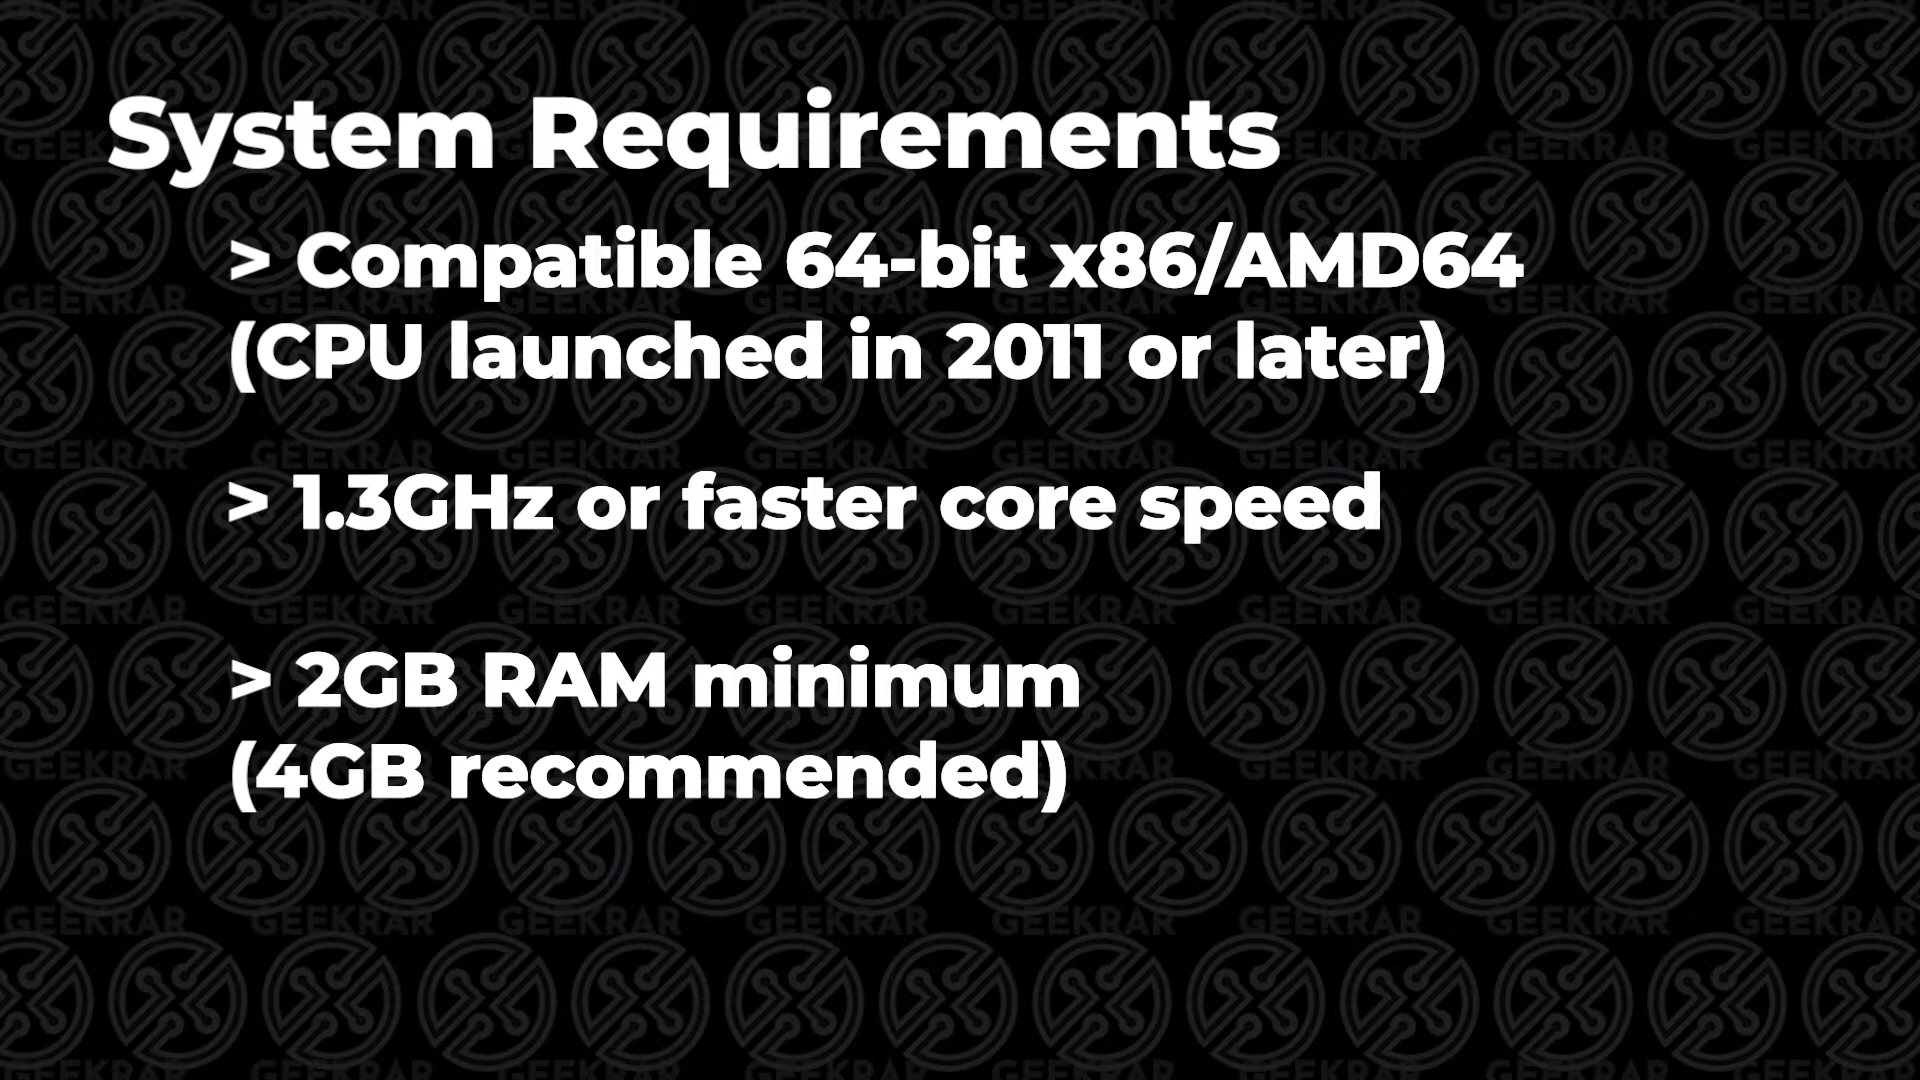 System Requirements
> Compatible 64-bit x86/AMD64
(CPU launched in 2011 or later)
> 1.3GHz or faster core speed
> 2GB RAM minimum
(4GB recommended)
GEEKRAR